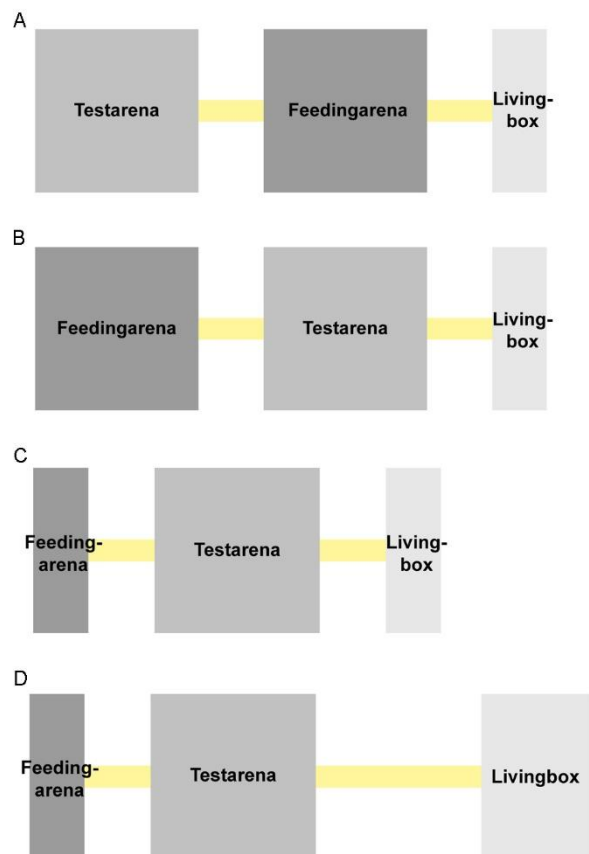 A
Testarena
Feedingarena
Living-
box
B
Feedingarena
Testarena
Living-
box
C
Feeding-
arena
Testarena
Living-
box
D
Feeding-
arena
Testarena
Livingbox